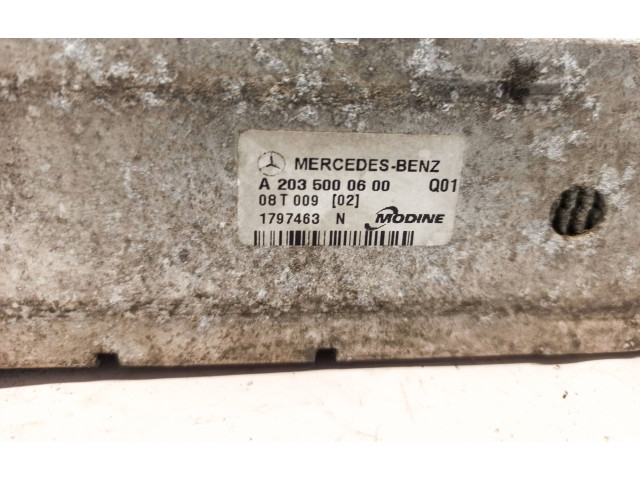 MERCEDES-BENZ
A 203 500 06 00 Q01
08 T 009 [02]
1797463 N MODINE